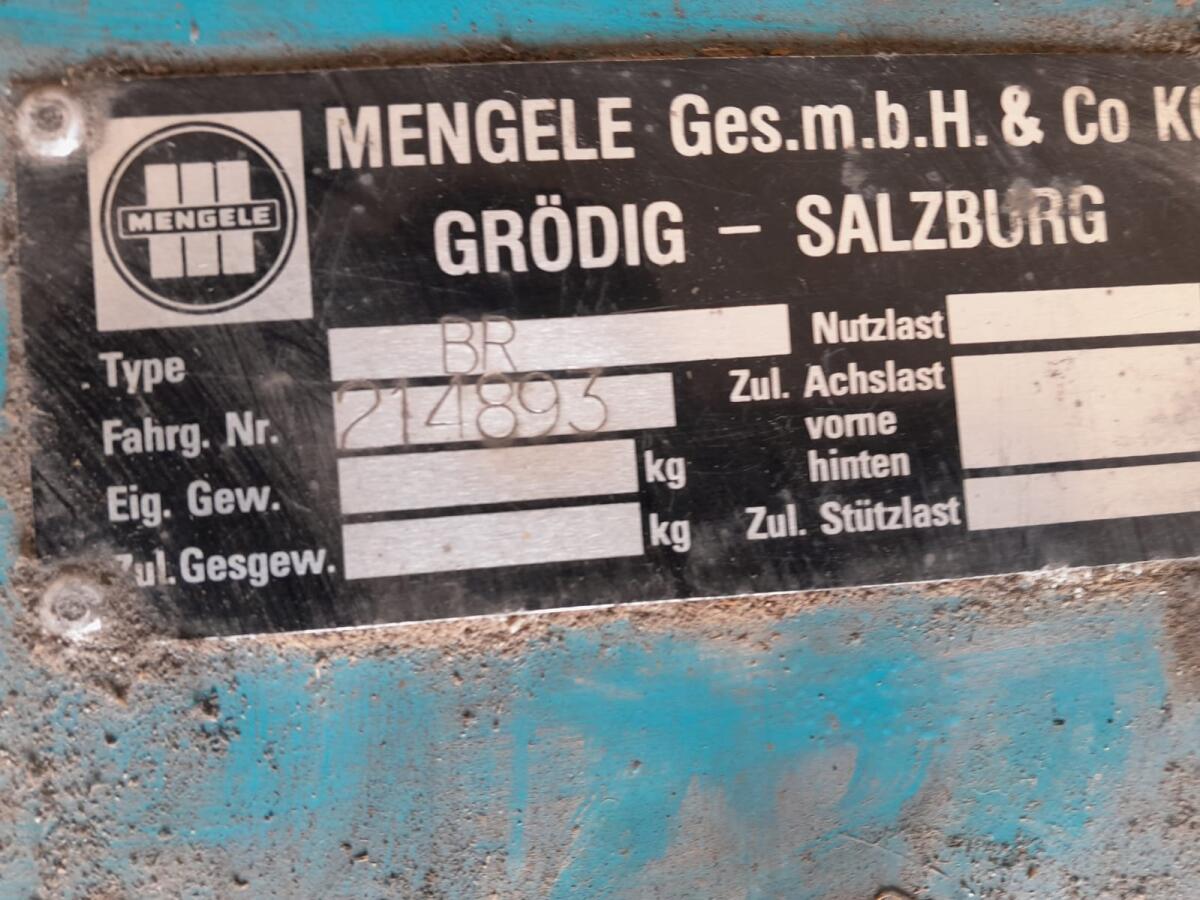 MENGELE
MENGELE Ges.m.b.H. & Co KG
GRÖDIG – SALZBURG
Type BR
Fahrg. Nr. 214893
Eig. Gew. kg
Zul.Gesgew. kg
Nutzlast
Zul. Achslast
vorne
hinten
Zul. Stützlast